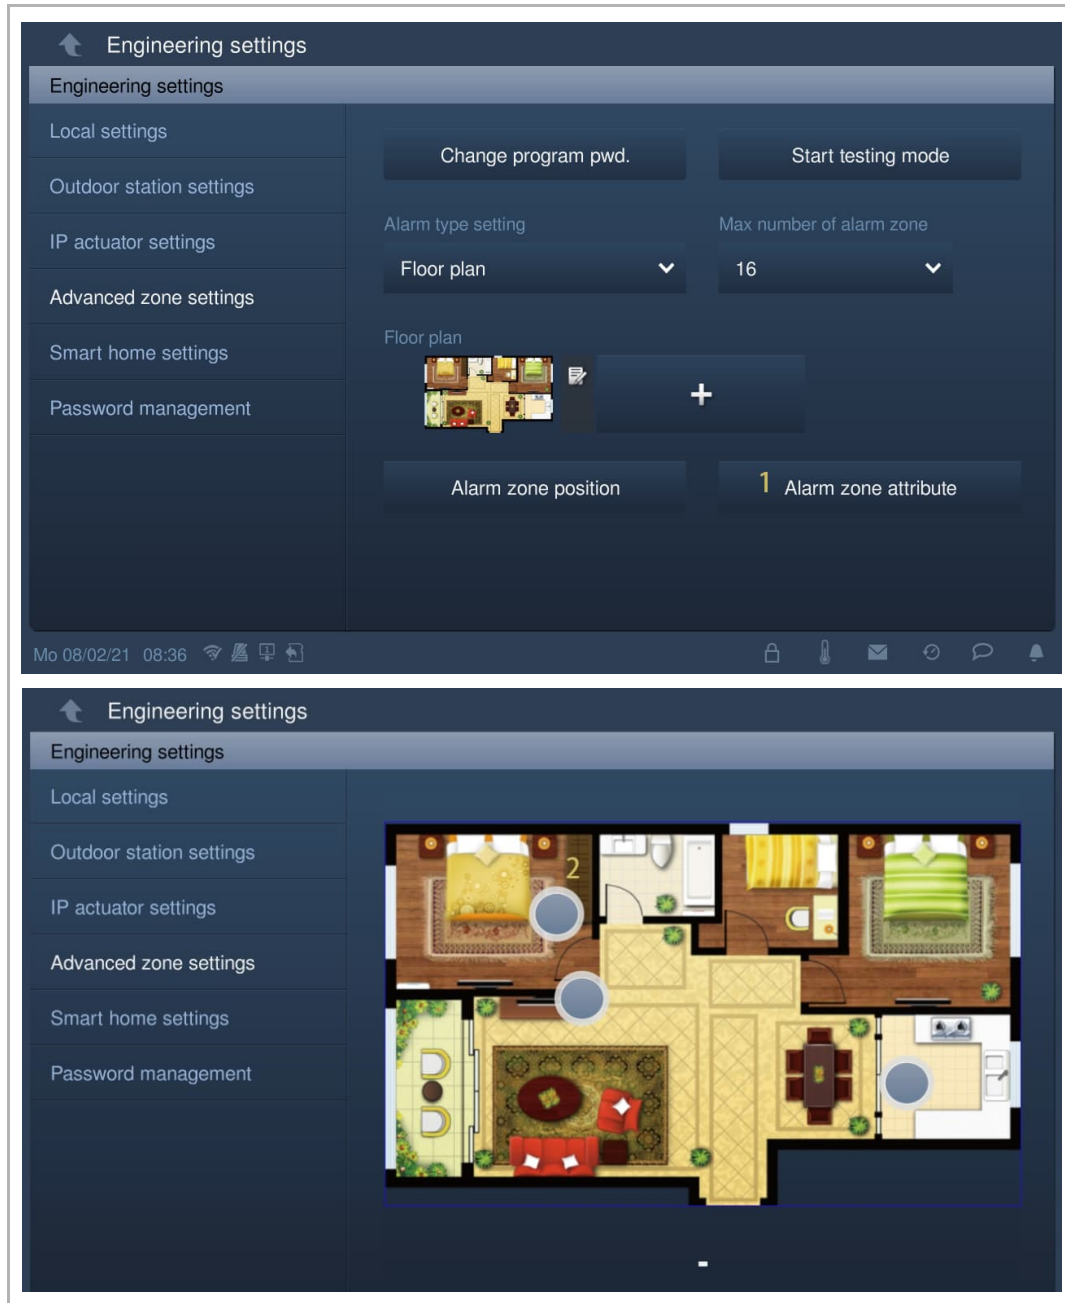 Engineering settings
Engineering settings
Local settings
Outdoor station settings
IP actuator settings
Advanced zone settings
Smart home settings
Password management
Change program pwd.
Start testing mode
Alarm type setting
Max number of alarm zone
Floor plan
16
Floor plan
+
Alarm zone position
1 Alarm zone attribute
Mo 08/02/21 08:36
Engineering settings
Engineering settings
Local settings
Outdoor station settings
IP actuator settings
Advanced zone settings
Smart home settings
Password management
2
-